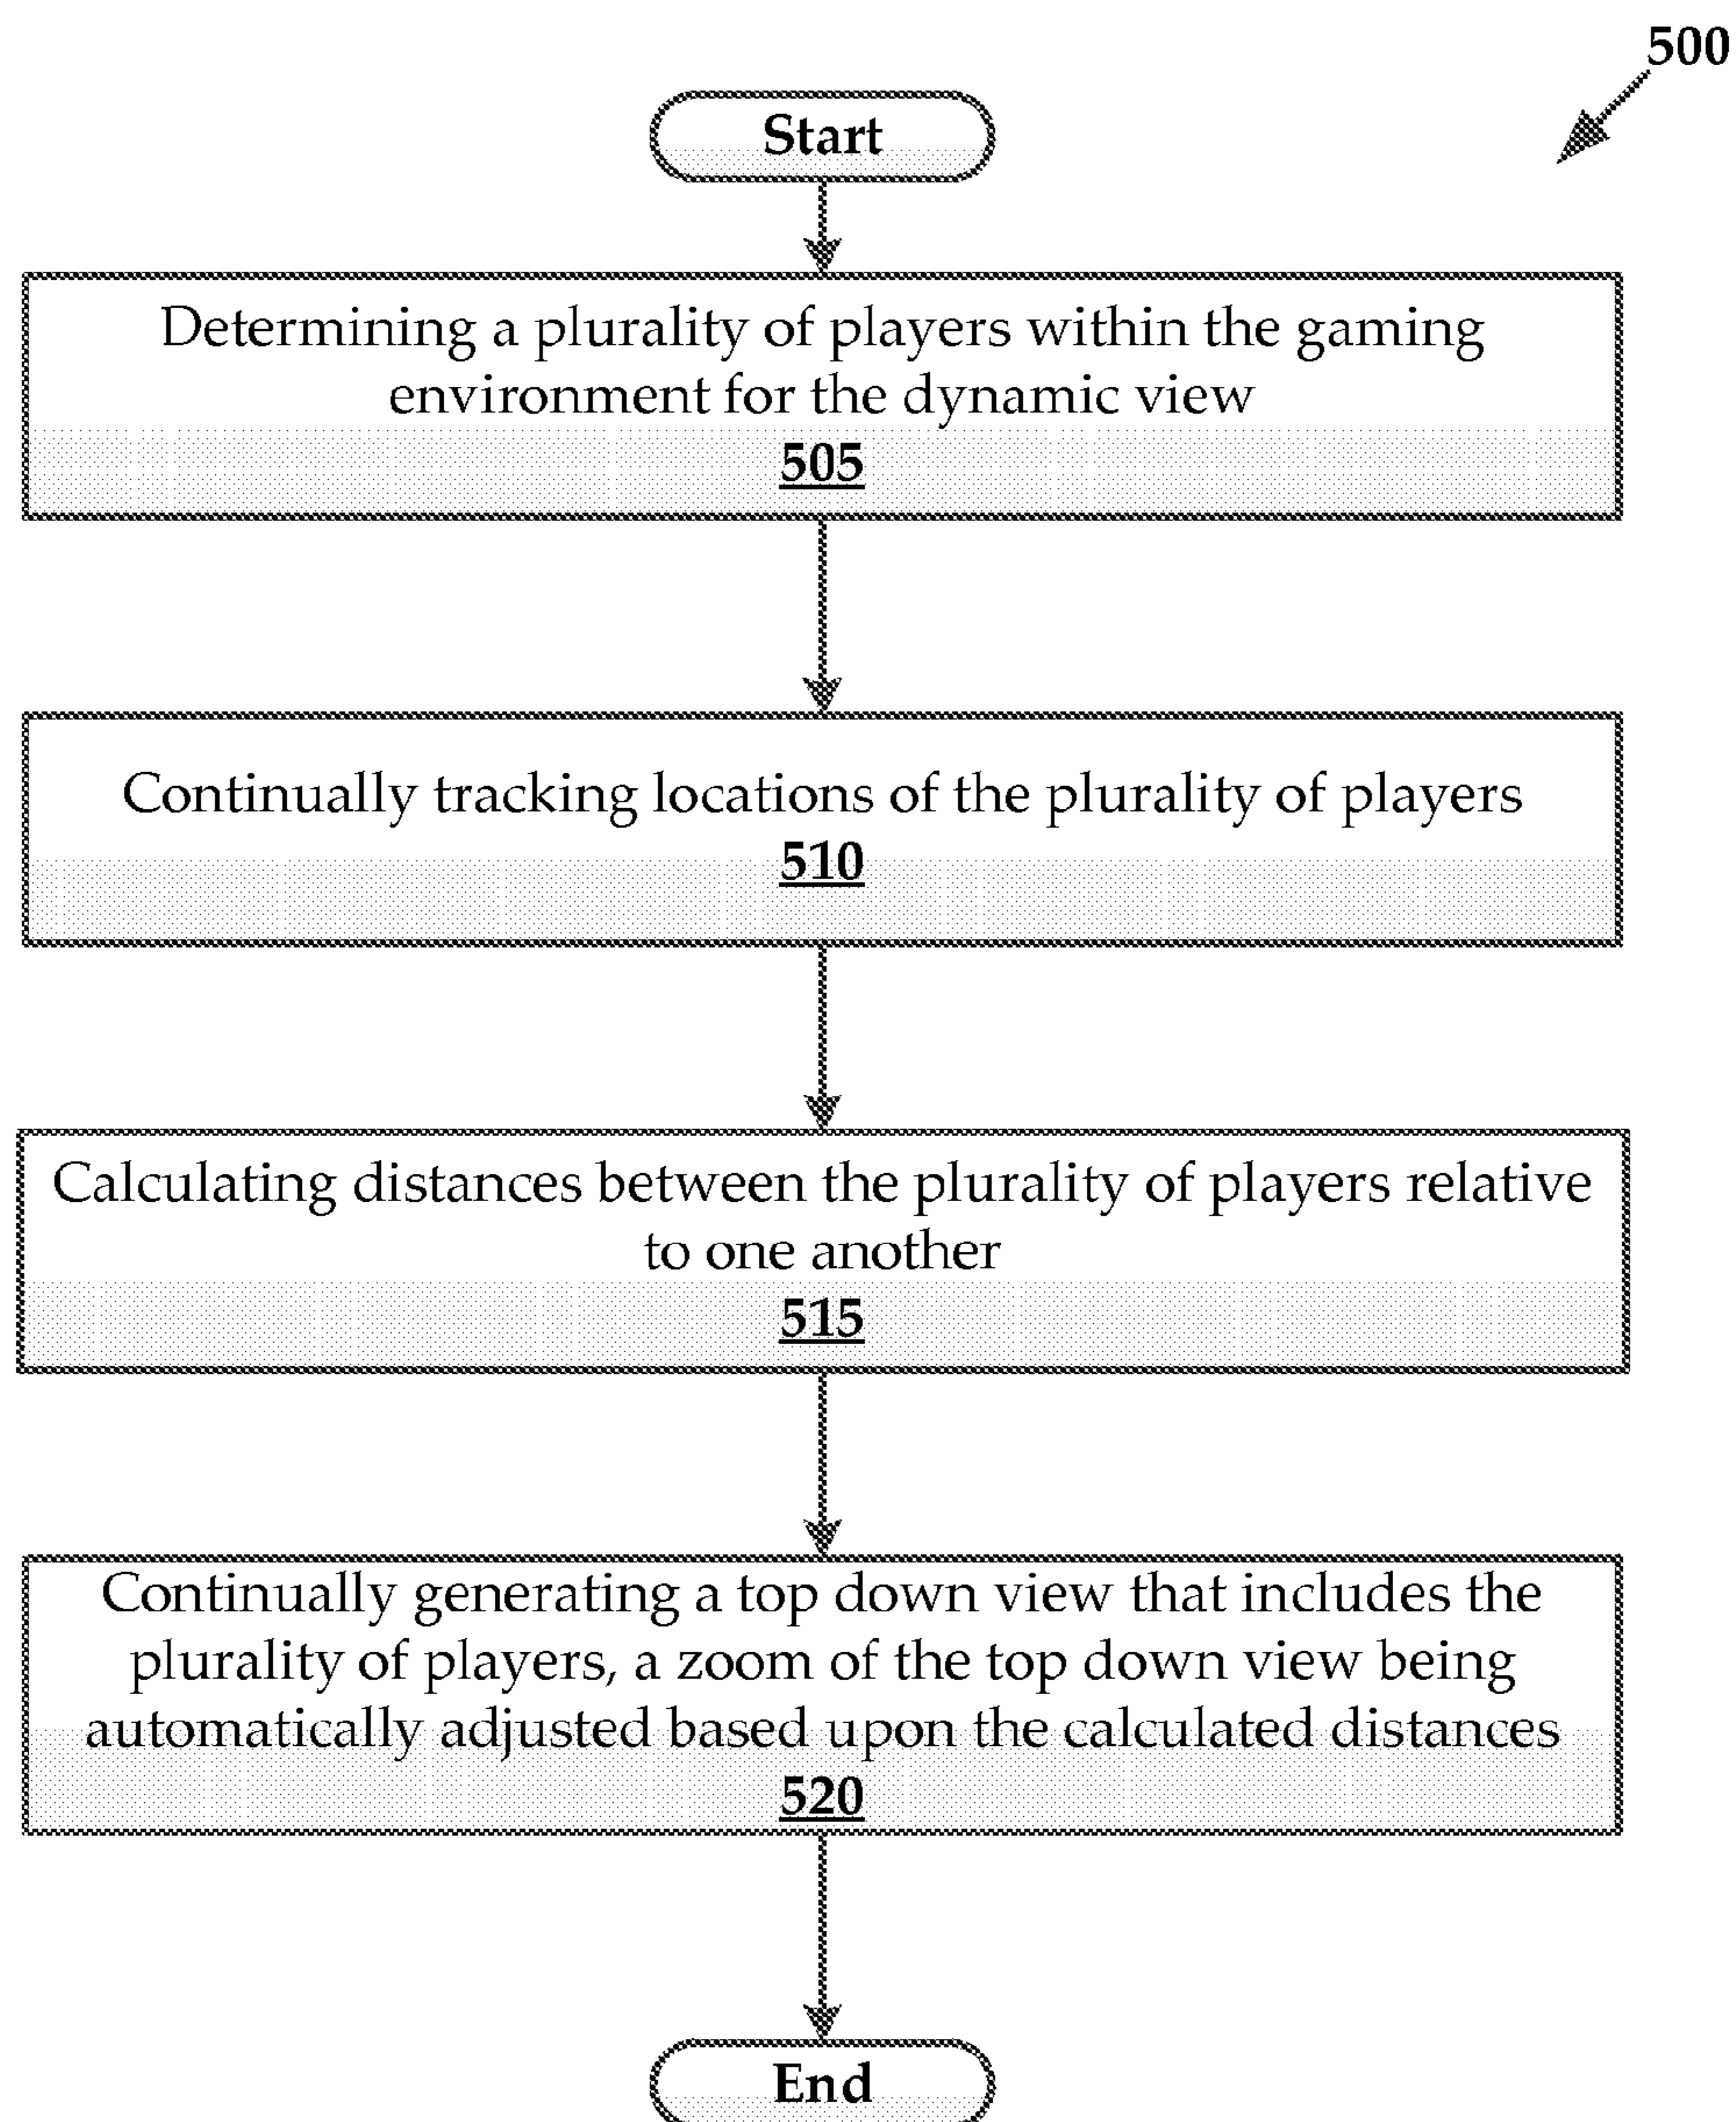 500
Start
Determining a plurality of players within the gaming
environment for the dynamic view
505
Continually tracking locations of the plurality of players
510
Calculating distances between the plurality of players relative
to one another
515
Continually generating a top down view that includes the
plurality of players, a zoom of the top down view being
automatically adjusted based upon the calculated distances
520
End